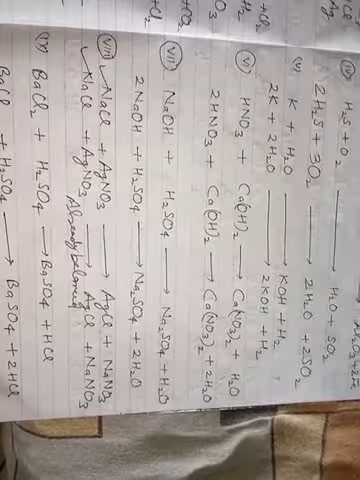 (iv) H2S + O2 → H2O + SO2
2H2S + 3O2 → 2H2O + 2SO2
(v) K + H2O → KOH + H2
2K + 2H2O → 2KOH + H2
(vi) HNO3 + Ca(OH)2 → Ca(NO3)2 + H2O
2HNO3 + Ca(OH)2 → Ca(NO3)2 + 2H2O
(vii) NaOH + H2SO4 → Na2SO4 + H2O
2NaOH + H2SO4 → Na2SO4 + 2H2O
(viii) NaCl + AgNO3 → AgCl + NaNO3
NaCl + AgNO3 → AgCl + NaNO3
Already balanced
(ix) BaCl2 + H2SO4 → BaSO4 + HCl
BaCl + H2SO4 → BaSO4 + 2HCl